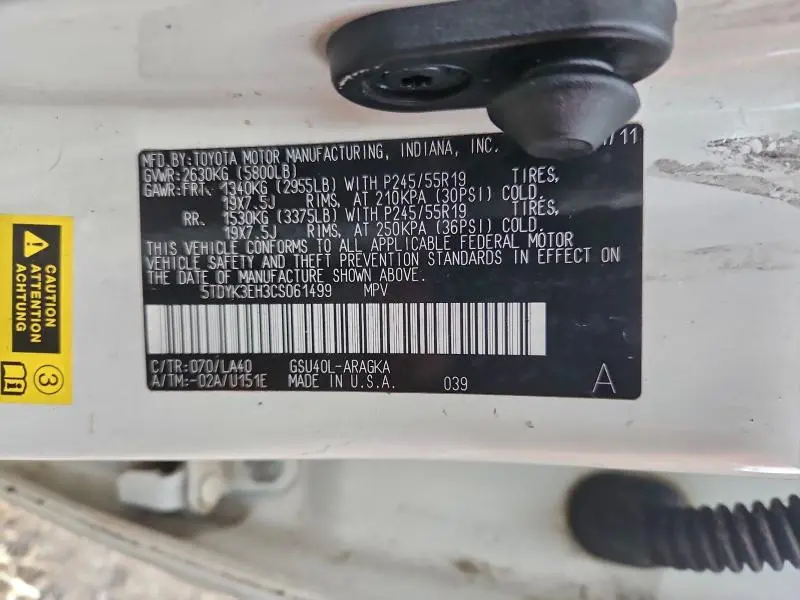 MFD.BY:TOYOTA MOTOR MANUFACTURING, INDIANA, INC. /11
GVWR:2630KG (5800LB)
GAWR:FRT. 1340KG (2955LB) WITH P245/55R19 TIRES,
19X7.5J RIMS, AT 210KPA (30PSI) COLD.
RR. 1530KG (3375LB) WITH P245/55R19 TIRES,
19X7.5J RIMS, AT 250KPA (36PSI) COLD.
THIS VEHICLE CONFORMS TO ALL APPLICABLE FEDERAL MOTOR
VEHICLE SAFETY AND THEFT PREVENTION STANDARDS IN EFFECT ON
THE DATE OF MANUFACTURE SHOWN ABOVE.
5TDYK3EH3CS061499 MPV
C/TR:070/LA40 GSU40L-ARAGKA
A/TM:-02A/U151E MADE IN U.S.A. 039 A
CAUTION
ATTENTION
ACHTUNG
3